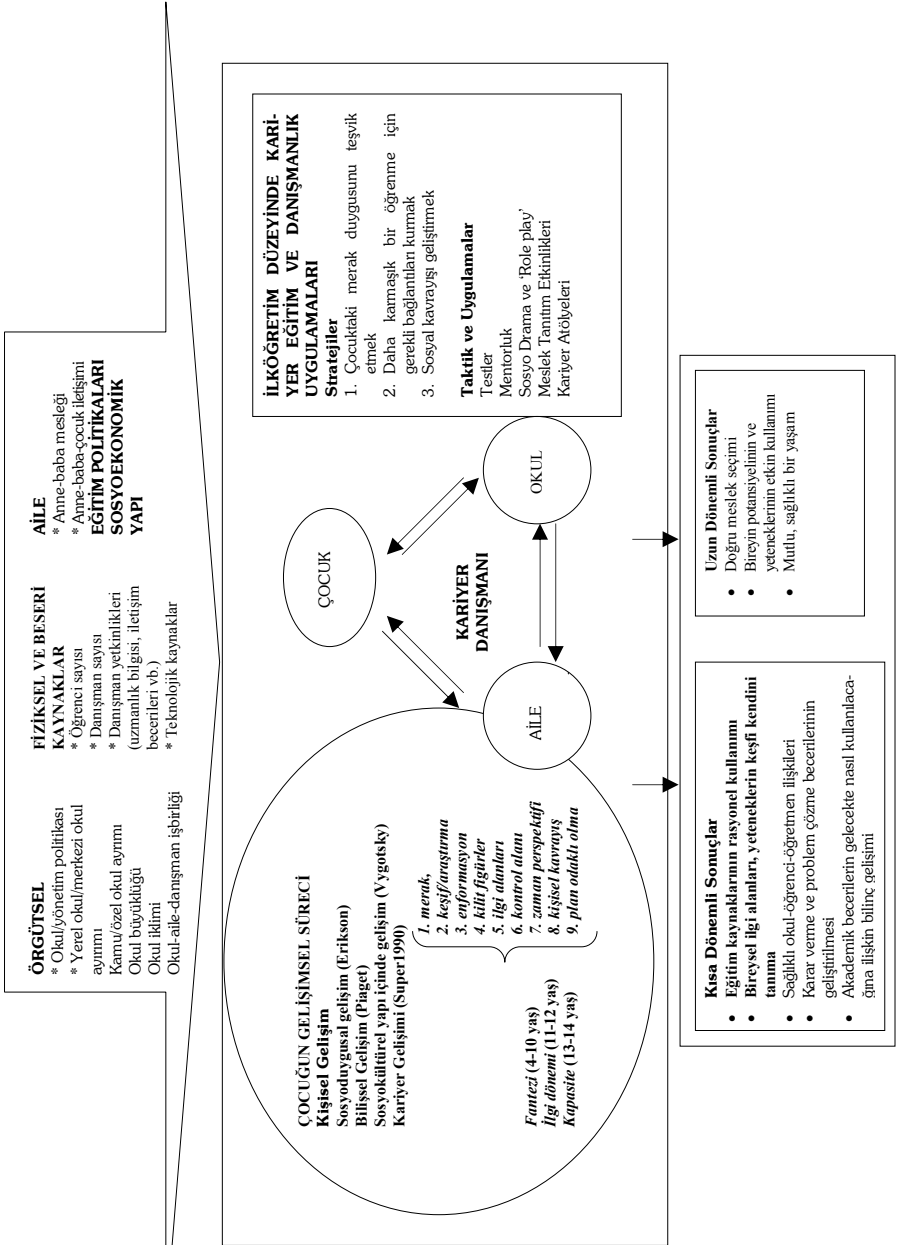 ÖRGÜTSEL
* Okul/yönetim politikası
* Yerel okul/merkezi okul
ayrımı
Kamu/özel okul ayrımı
Okul büyüklüğü
Okul iklimi
Okul-aile-danışman işbirliği
FİZİKSEL VE BEŞERİ
KAYNAKLAR
* Öğrenci sayısı
* Danışman sayısı
* Danışman yetkinlikleri
(uzmanlık bilgisi, iletişim
becerileri vb.)
* Teknolojik kaynaklar
AİLE
* Anne-baba mesleği
* Anne-baba-çocuk iletişimi
EĞİTİM POLİTİKALARI
SOSYOEKONOMİK
YAPI
ÇOCUĞUN GELİŞİMSEL SÜRECİ
Kişisel Gelişim
Sosyoduygusal gelişim (Erikson)
Bilişsel Gelişim (Piaget)
Sosyokültürel yapı içinde gelişim (Vygotsky)
Kariyer Gelişimi (Super1990)
1. merak,
2. keşif/araştırma
3. enformasyon
4. kilit figürler
5. ilgi alanları
6. kontrol alanı
7. zaman perspektifi
8. kişisel kavrayış
9. plan odaklı olma
Fantezi (4-10 yaş)
İlgi dönemi (11-12 yaş)
Kapasite (13-14 yaş)
ÇOCUK
KARİYER
DANIŞMANI
AİLE
OKUL
İLKÖĞRETİM DÜZEYİNDE KARİ-
YER EĞİTİM VE DANIŞMANLIK
UYGULAMALARI
Stratejiler
1. Çocuktaki merak duygusunu teşvik
etmek
2. Daha karmaşık bir öğrenme için
gerekli bağlantıları kurmak
3. Sosyal kavrayışı geliştirmek
Taktik ve Uygulamalar
Testler
Mentorluk
Sosyo Drama ve ‘Role play’
Meslek Tanıtım Etkinlikleri
Kariyer Atölyeleri
Kısa Dönemli Sonuçlar
• Eğitim kaynaklarının rasyonel kullanımı
• Bireysel ilgi alanları, yeteneklerin keşfi kendini
tanıma
• Sağlıklı okul-öğrenci-öğretmen ilişkileri
• Karar verme ve problem çözme becerilerinin
geliştirilmesi
• Akademik becerilerin gelecekte nasıl kullanılaca-
ğına ilişkin bilinç gelişimi
Uzun Dönemli Sonuçlar
• Doğru meslek seçimi
• Bireyin potansiyelinin ve
yeteneklerinin etkin kullanımı
• Mutlu, sağlıklı bir yaşam